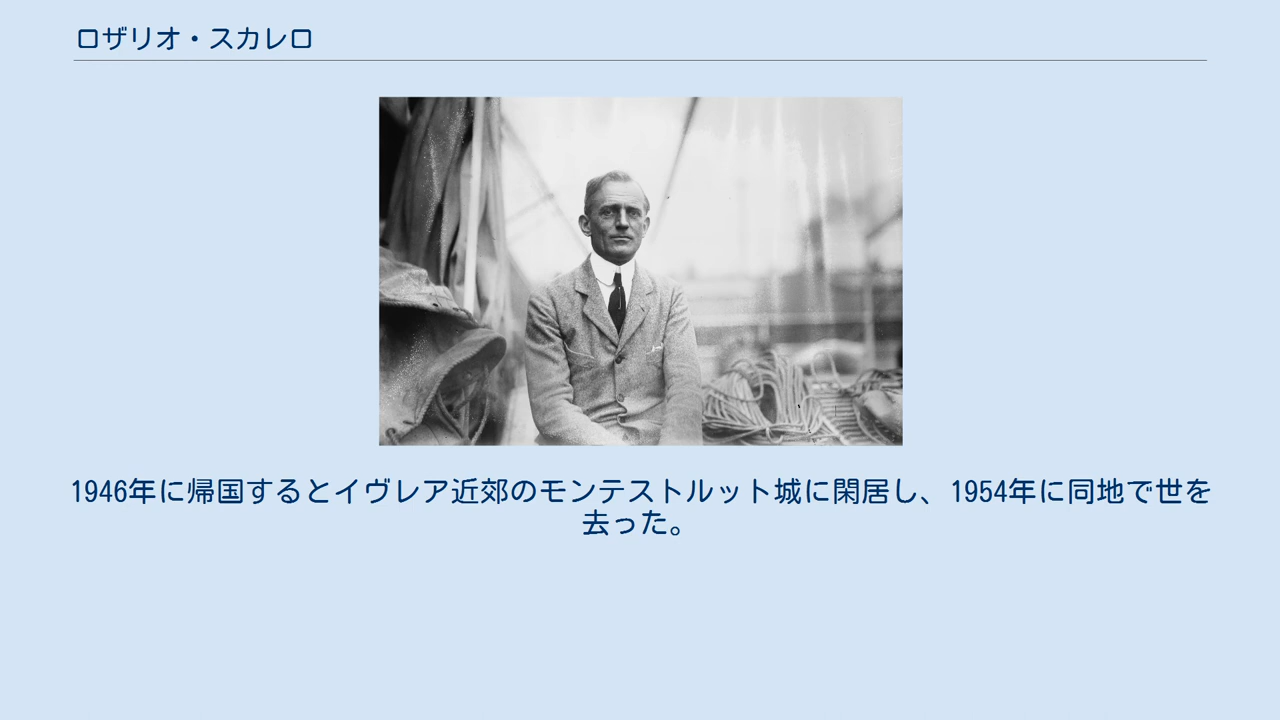 ロザリオ・スカレロ
1946年に帰国するとイヴレア近郊のモンテストルット城に閑居し、1954年に同地で世を
去った。